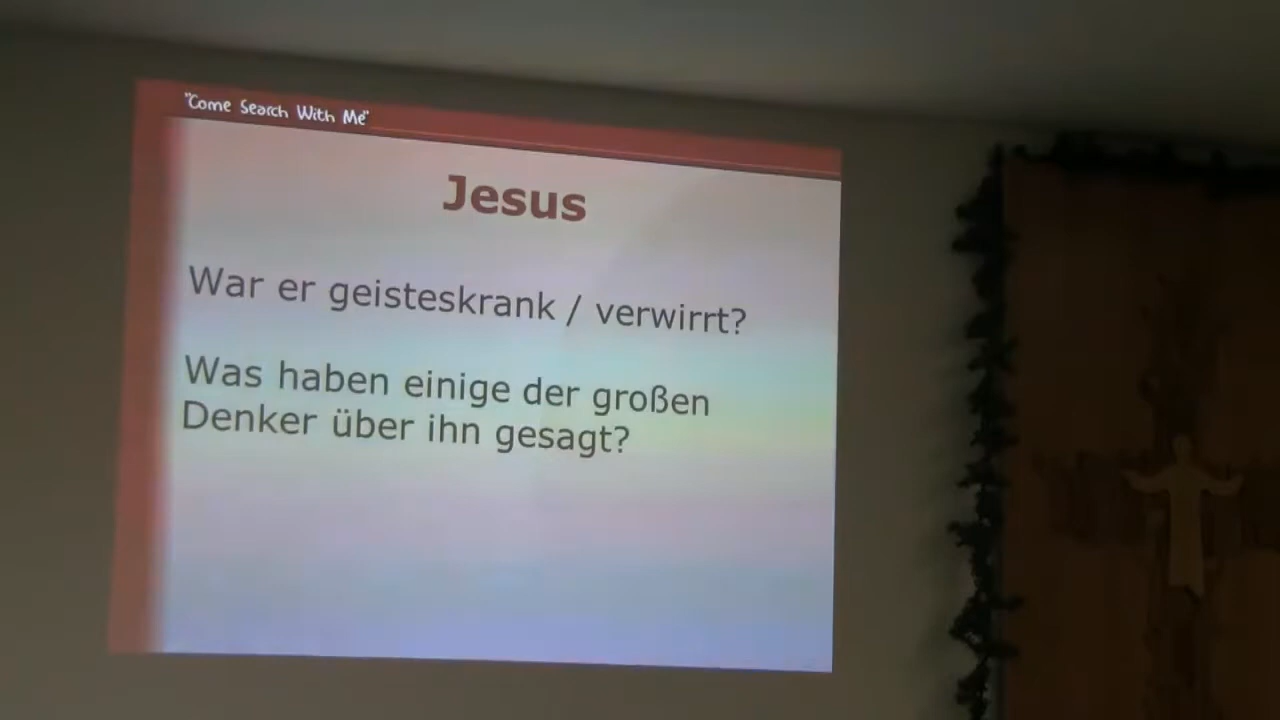 "Come Search With Me"
Jesus
War er geisteskrank / verwirrt?
Was haben einige der großen
Denker über ihn gesagt?